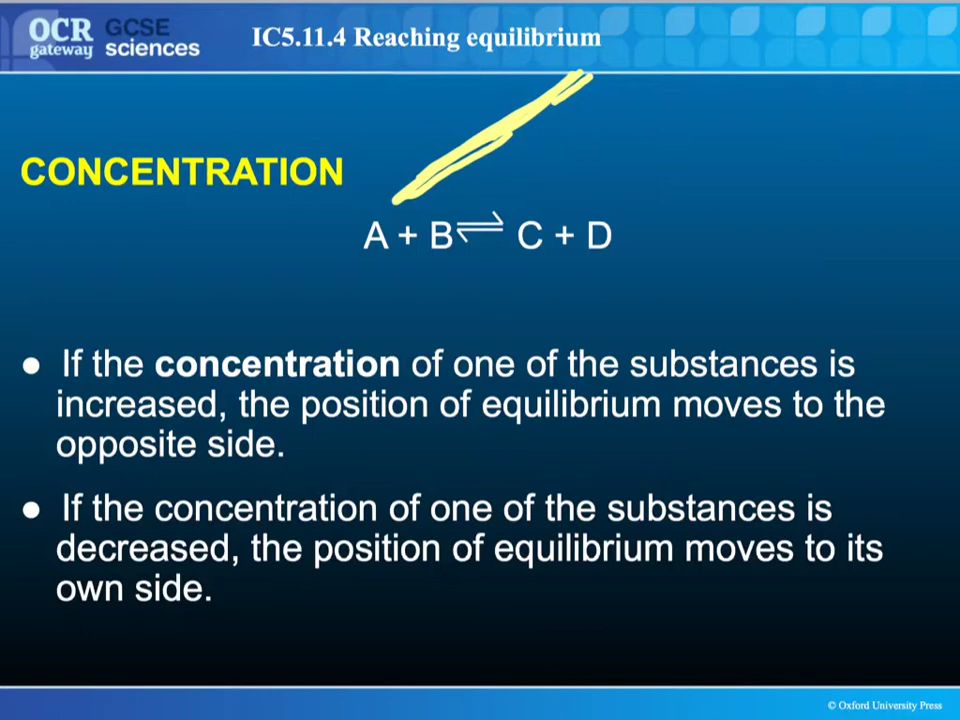 OCR GCSE
gateway sciences
IC5.11.4 Reaching equilibrium
CONCENTRATION
A + B ⇌ C + D
● If the concentration of one of the substances is
increased, the position of equilibrium moves to the
opposite side.
● If the concentration of one of the substances is
decreased, the position of equilibrium moves to its
own side.
© Oxford University Press